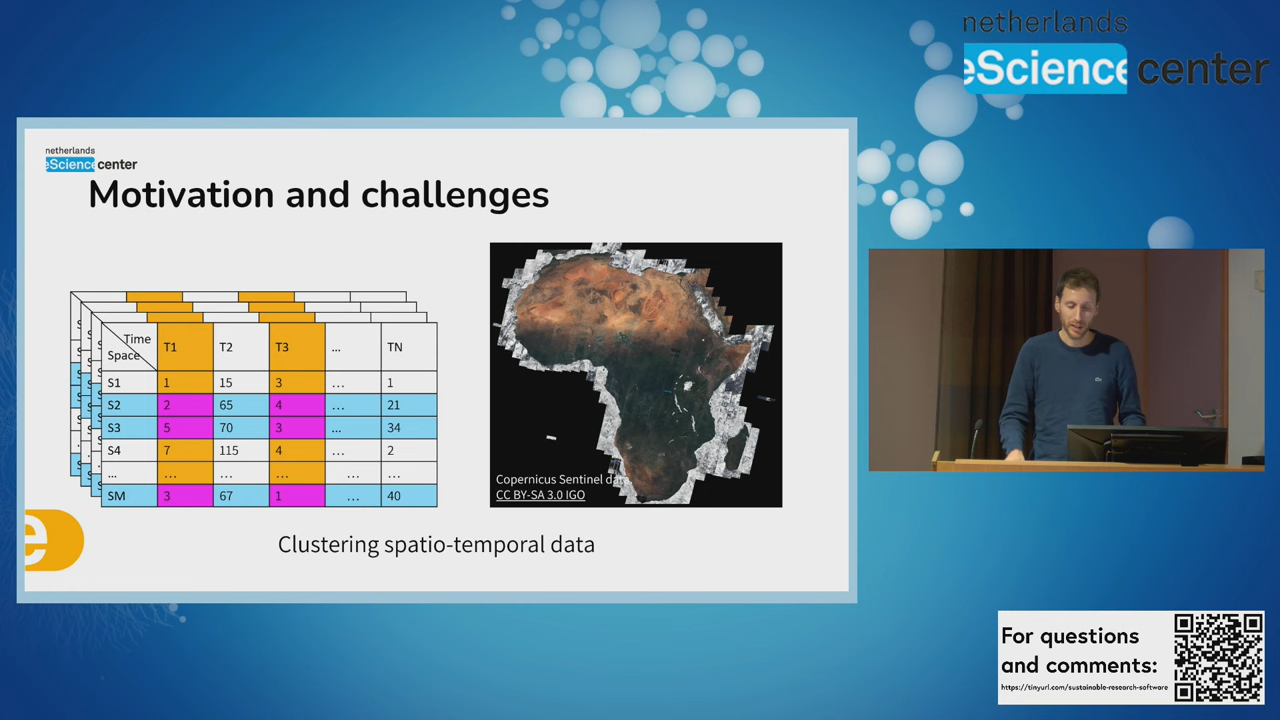 netherlands
eScience center
netherlands
eScience center
Motivation and challenges
Time
Space
T1 T2 T3 ... TN
S1 1 15 3 ... 1
S2 2 65 4 ... 21
S3 5 70 3 ... 34
S4 7 115 4 ... 2
... ... ... ... ...
SM 3 67 1 ... 40
Copernicus Sentinel data,
CC BY-SA 3.0 IGO
Clustering spatio-temporal data
e
For questions
and comments:
https://tinyurl.com/sustainable-research-software